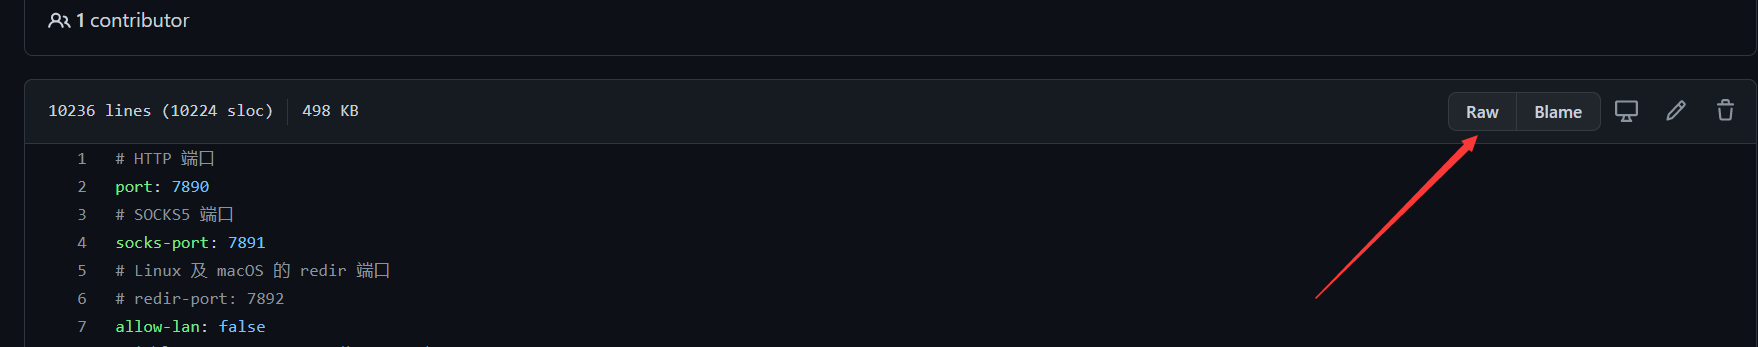 1 contributor
10236 lines (10224 sloc) 498 KB
Raw Blame
1 # HTTP 端口
2 port: 7890
3 # SOCKS5 端口
4 socks-port: 7891
5 # Linux 及 macOS 的 redir 端口
6 # redir-port: 7892
7 allow-lan: false